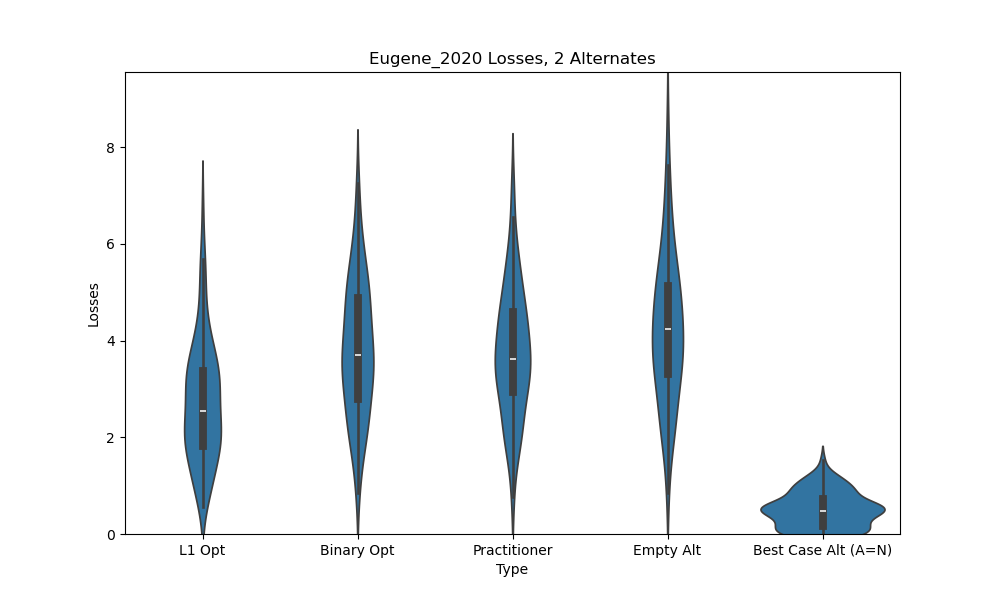 Eugene_2020 Losses, 2 Alternates
8
6
4
2
0
Losses
L1 Opt
Binary Opt
Practitioner
Empty Alt
Best Case Alt (A=N)
Type